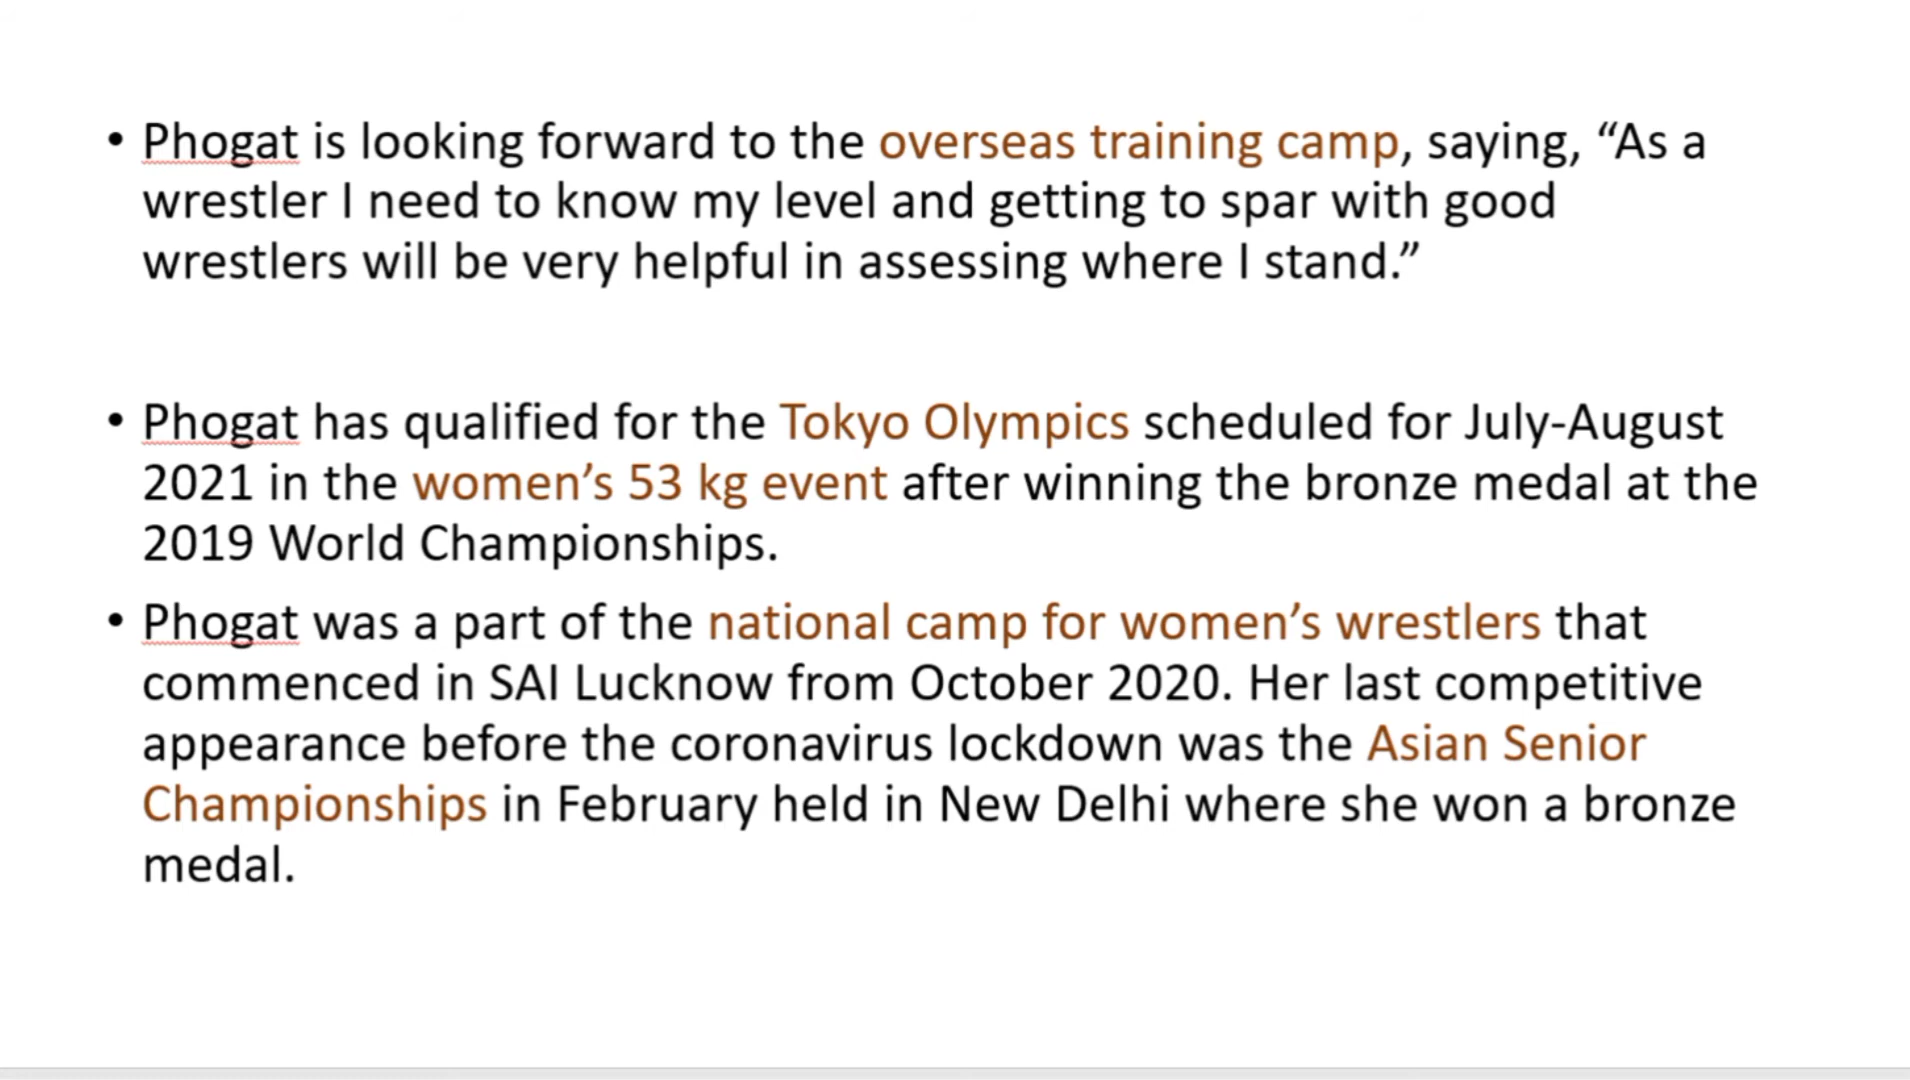 • Phogat is looking forward to the overseas training camp, saying, “As a
wrestler I need to know my level and getting to spar with good
wrestlers will be very helpful in assessing where I stand.”
• Phogat has qualified for the Tokyo Olympics scheduled for July-August
2021 in the women’s 53 kg event after winning the bronze medal at the
2019 World Championships.
• Phogat was a part of the national camp for women’s wrestlers that
commenced in SAI Lucknow from October 2020. Her last competitive
appearance before the coronavirus lockdown was the Asian Senior
Championships in February held in New Delhi where she won a bronze
medal.